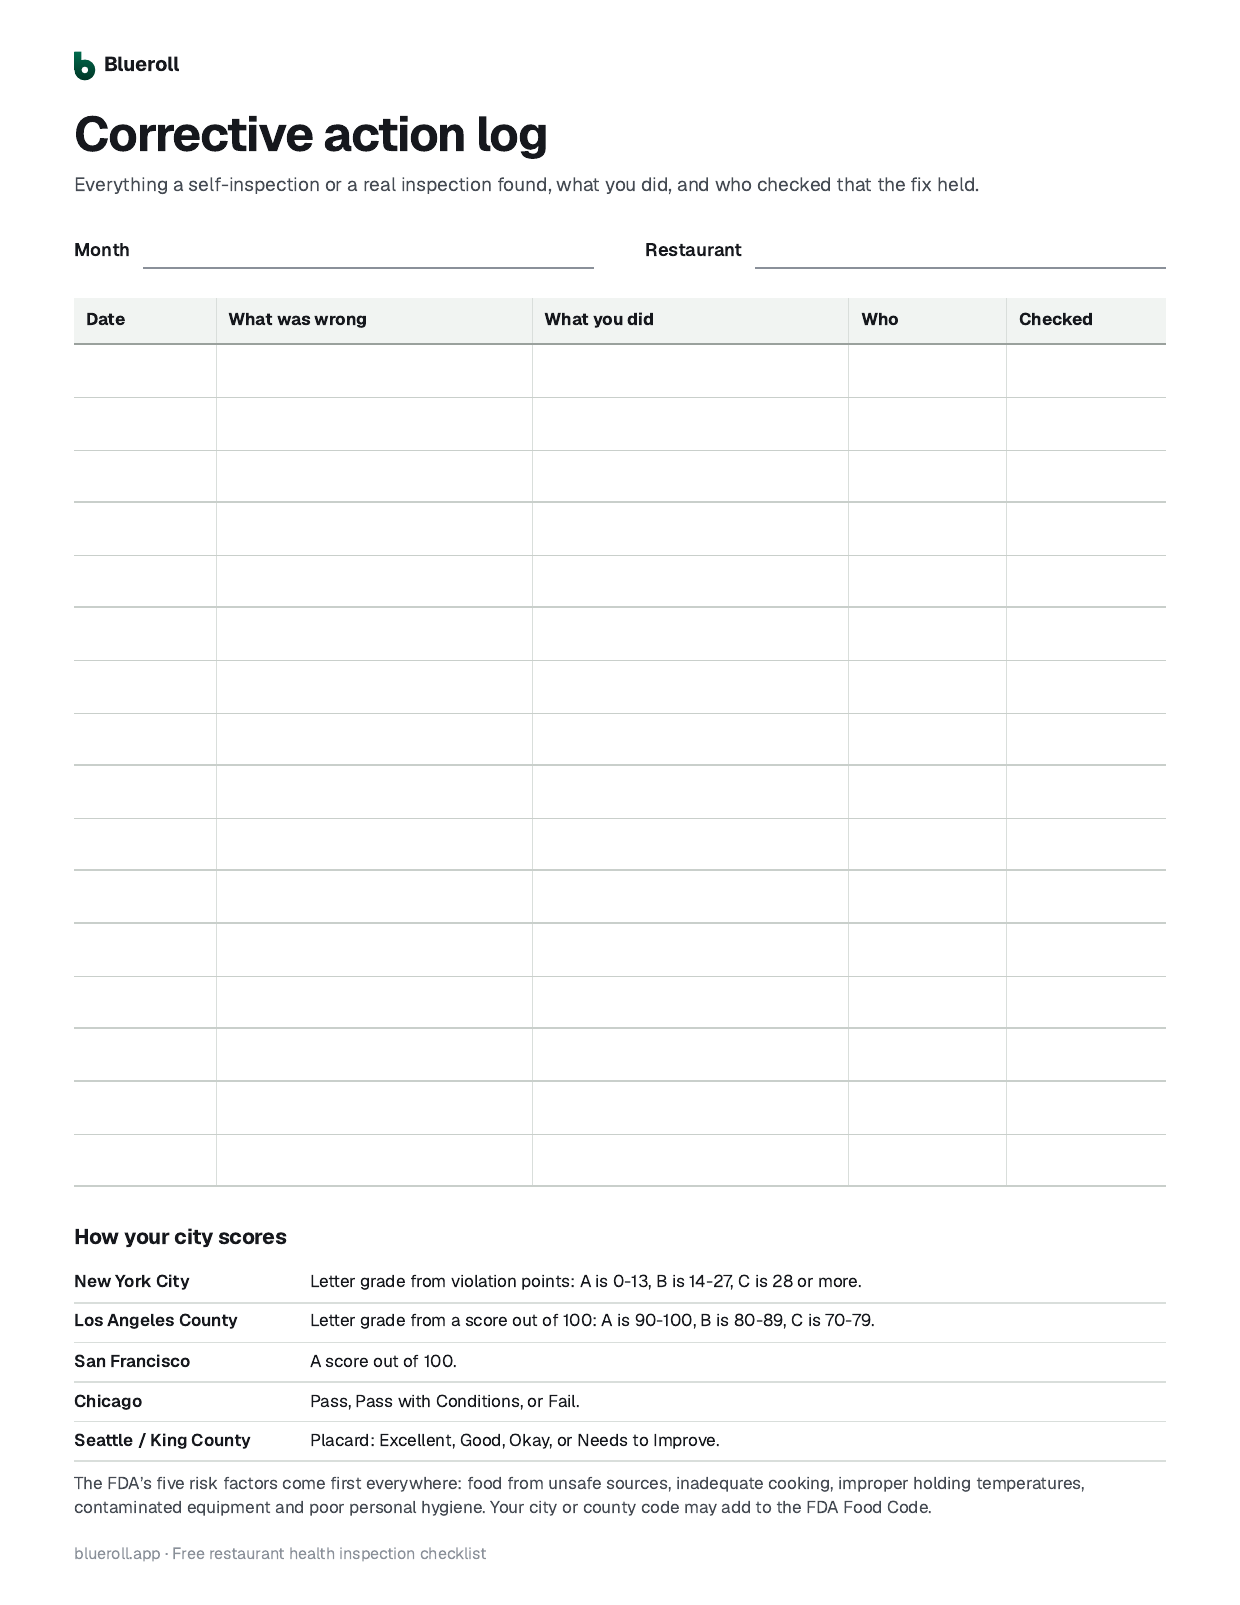 Blueroll
Corrective action log
Everything a self-inspection or a real inspection found, what you did, and who checked that the fix held.
Month Restaurant
Date What was wrong What you did Who Checked
How your city scores
New York City Letter grade from violation points: A is 0-13, B is 14-27, C is 28 or more.
Los Angeles County Letter grade from a score out of 100: A is 90-100, B is 80-89, C is 70-79.
San Francisco A score out of 100.
Chicago Pass, Pass with Conditions, or Fail.
Seattle / King County Placard: Excellent, Good, Okay, or Needs to Improve.
The FDA's five risk factors come first everywhere: food from unsafe sources, inadequate cooking, improper holding temperatures,
contaminated equipment and poor personal hygiene. Your city or county code may add to the FDA Food Code.
blueroll.app · Free restaurant health inspection checklist